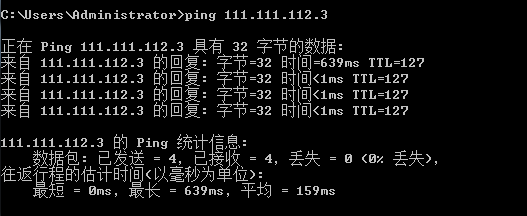 C:\Users\Administrator>ping 111.111.112.3
正在 Ping 111.111.112.3 具有 32 字节的数据:
来自 111.111.112.3 的回复: 字节=32 时间=639ms TTL=127
来自 111.111.112.3 的回复: 字节=32 时间<1ms TTL=127
来自 111.111.112.3 的回复: 字节=32 时间<1ms TTL=127
来自 111.111.112.3 的回复: 字节=32 时间<1ms TTL=127
111.111.112.3 的 Ping 统计信息:
数据包: 已发送 = 4，已接收 = 4，丢失 = 0 (0% 丢失)，
往返行程的估计时间(以毫秒为单位):
最短 = 0ms，最长 = 639ms，平均 = 159ms